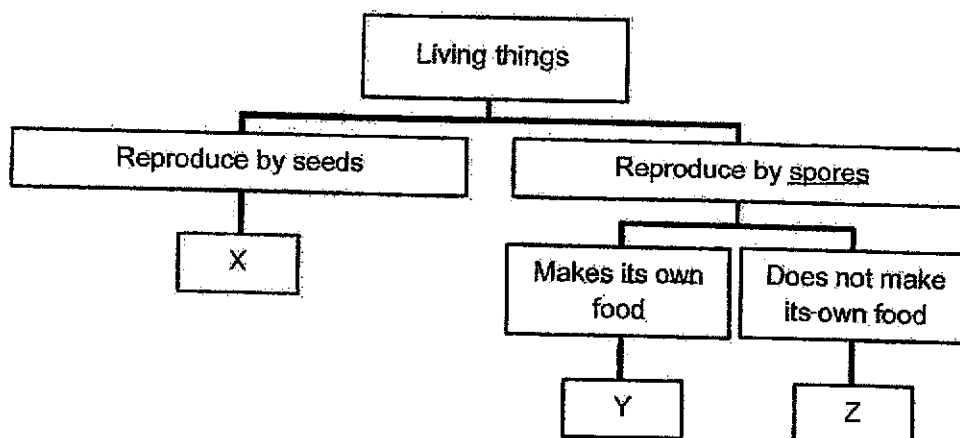 Living things
Reproduce by seeds
Reproduce by spores
X
Makes its own
food
Does not make
its-own food
Y
Z